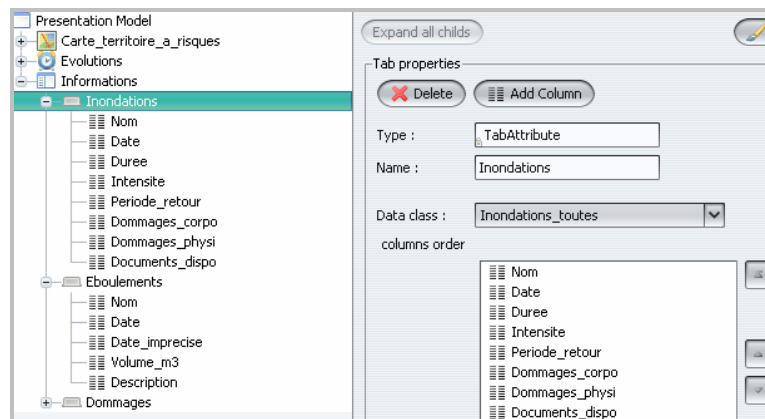 Presentation Model
Carte_territoire_a_risques
Evolutions
Informations
Inondations
Nom
Date
Duree
Intensite
Periode_retour
Dommages_corpo
Dommages_physi
Documents_dispo
Eboulements
Nom
Date
Date_imprecise
Volume_m3
Description
Dommages
Expand all childs
Tab properties
Delete
Add Column
Type : TabAttribute
Name : Inondations
Data class : Inondations_toutes
columns order
Nom
Date
Duree
Intensite
Periode_retour
Dommages_corpo
Dommages_physi
Documents_dispo